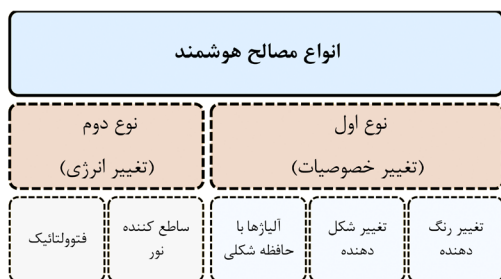 انواع مصالح هوشمند
نوع اول
(تغییر خصوصیات)
نوع دوم
(تغییر انرژی)
تغییر رنگ
دهنده
تغییر شکل
دهنده
آلیاژها با
حافظه شکلی
ساطع کننده
نور
فتوولتائیک